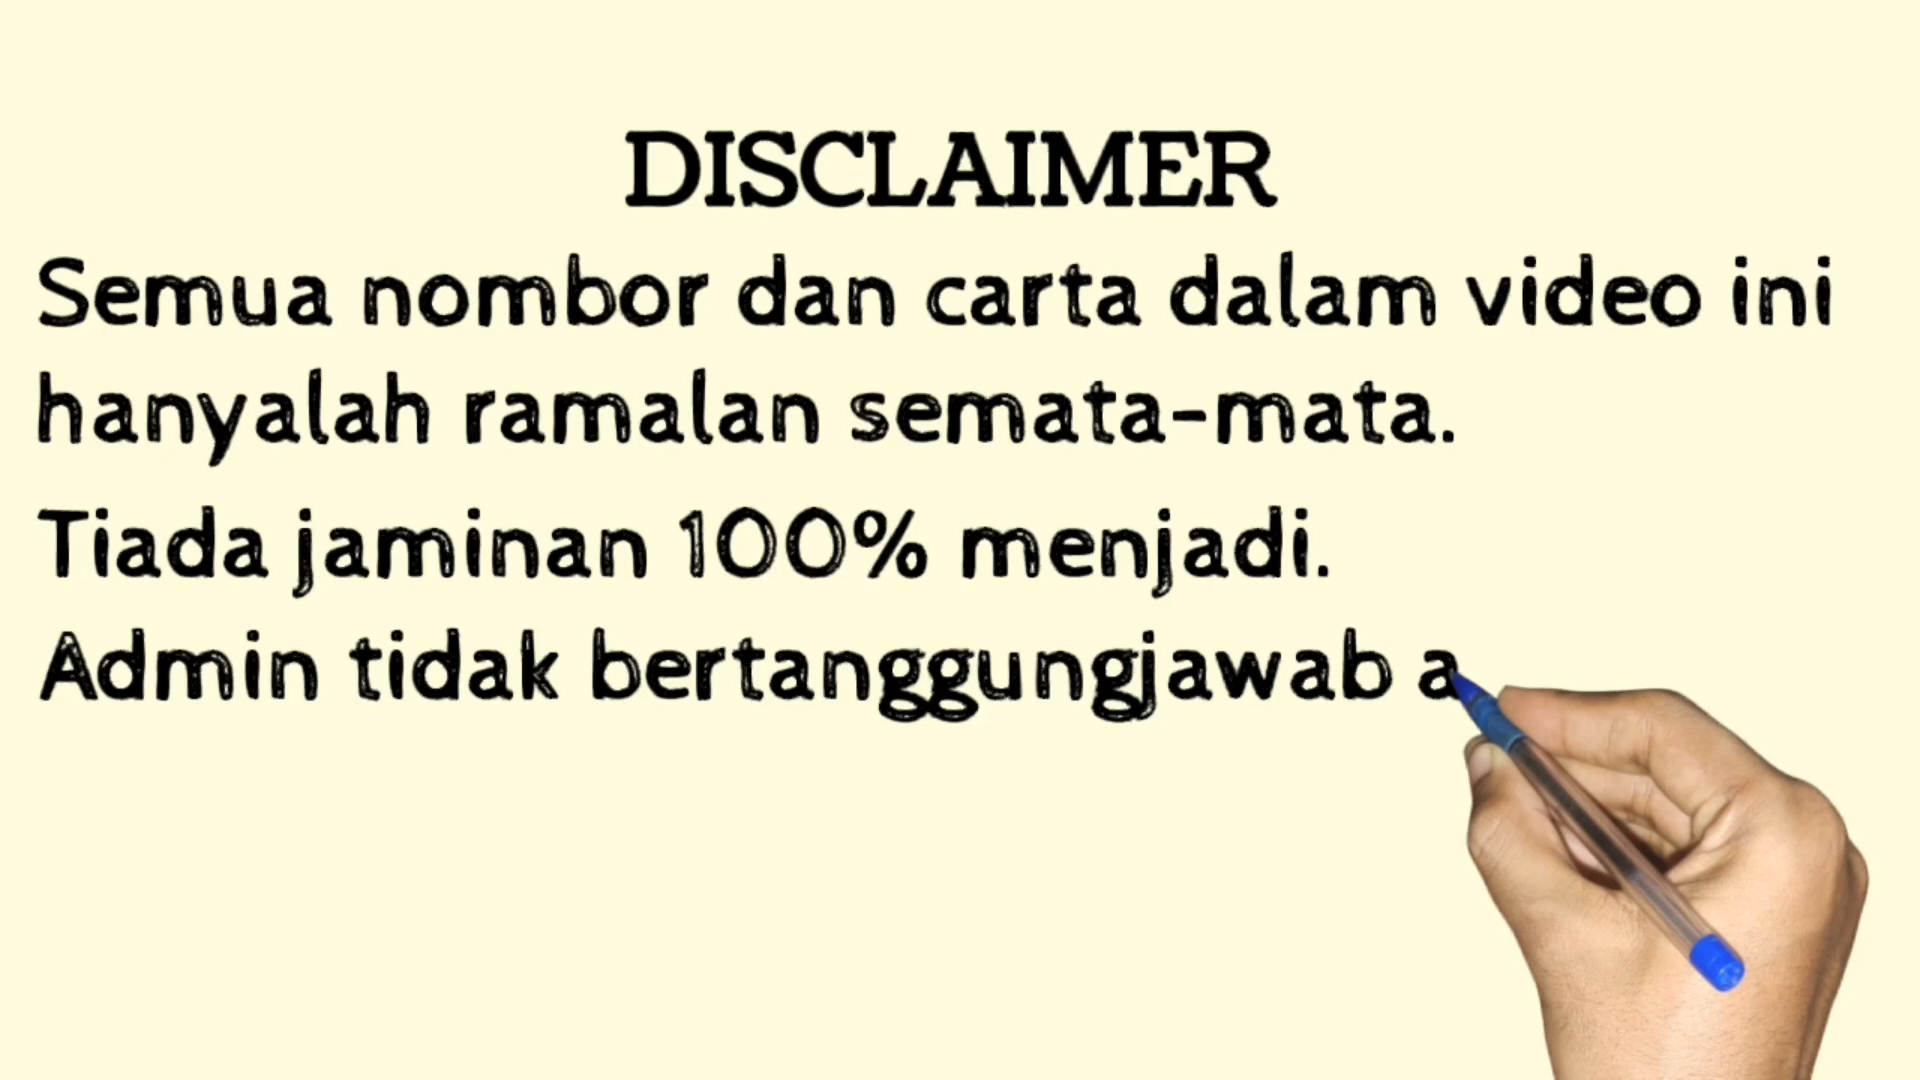 DISCLAIMER
Semua nombor dan carta dalam video ini
hanyalah ramalan semata-mata.
Tiada jaminan 100% menjadi.
Admin tidak bertanggungjawab a